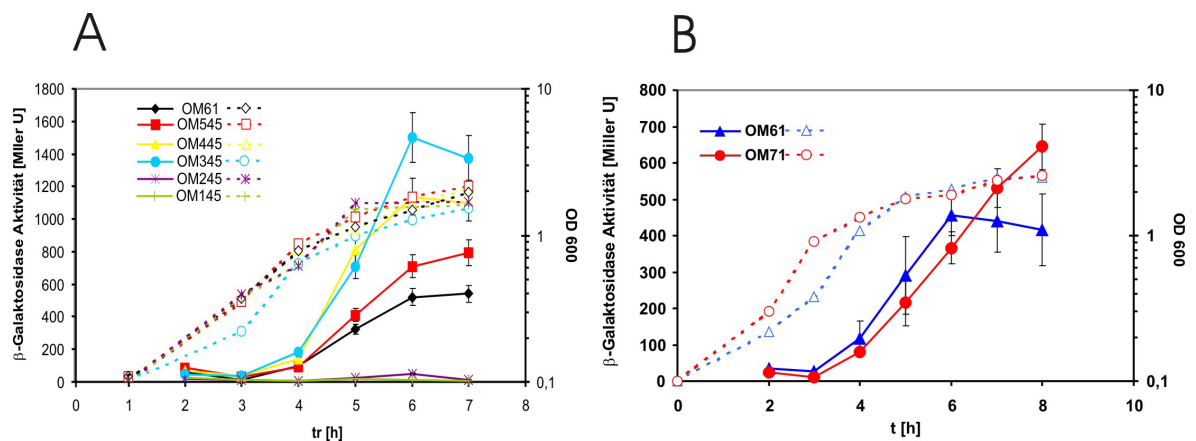 A
B
β-Galaktosidase Aktivität [Miller U]
1800
1600
1400
1200
1000
800
600
400
200
0
OM61
OM545
OM445
OM345
OM245
OM145
10
1
0,1
OD 600
0 1 2 3 4 5 6 7 8
tr [h]
β-Galaktosidase Aktivität [Miller U]
800
700
600
500
400
300
200
100
0
OM61
OM71
10
1
0,1
OD 600
0 2 4 6 8 10
t [h]